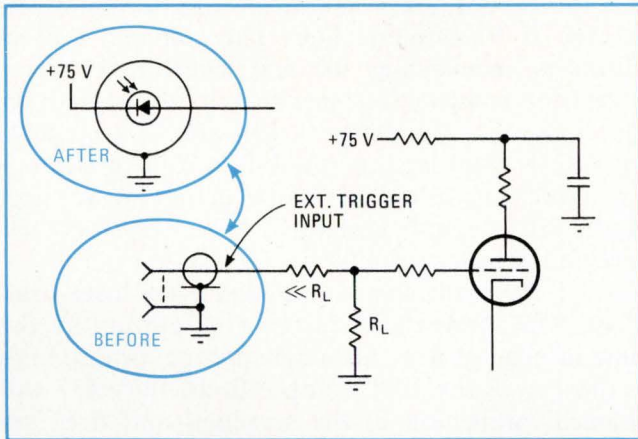 +75 V
AFTER
+75 V
EXT. TRIGGER
INPUT
<< R_L
R_L
BEFORE